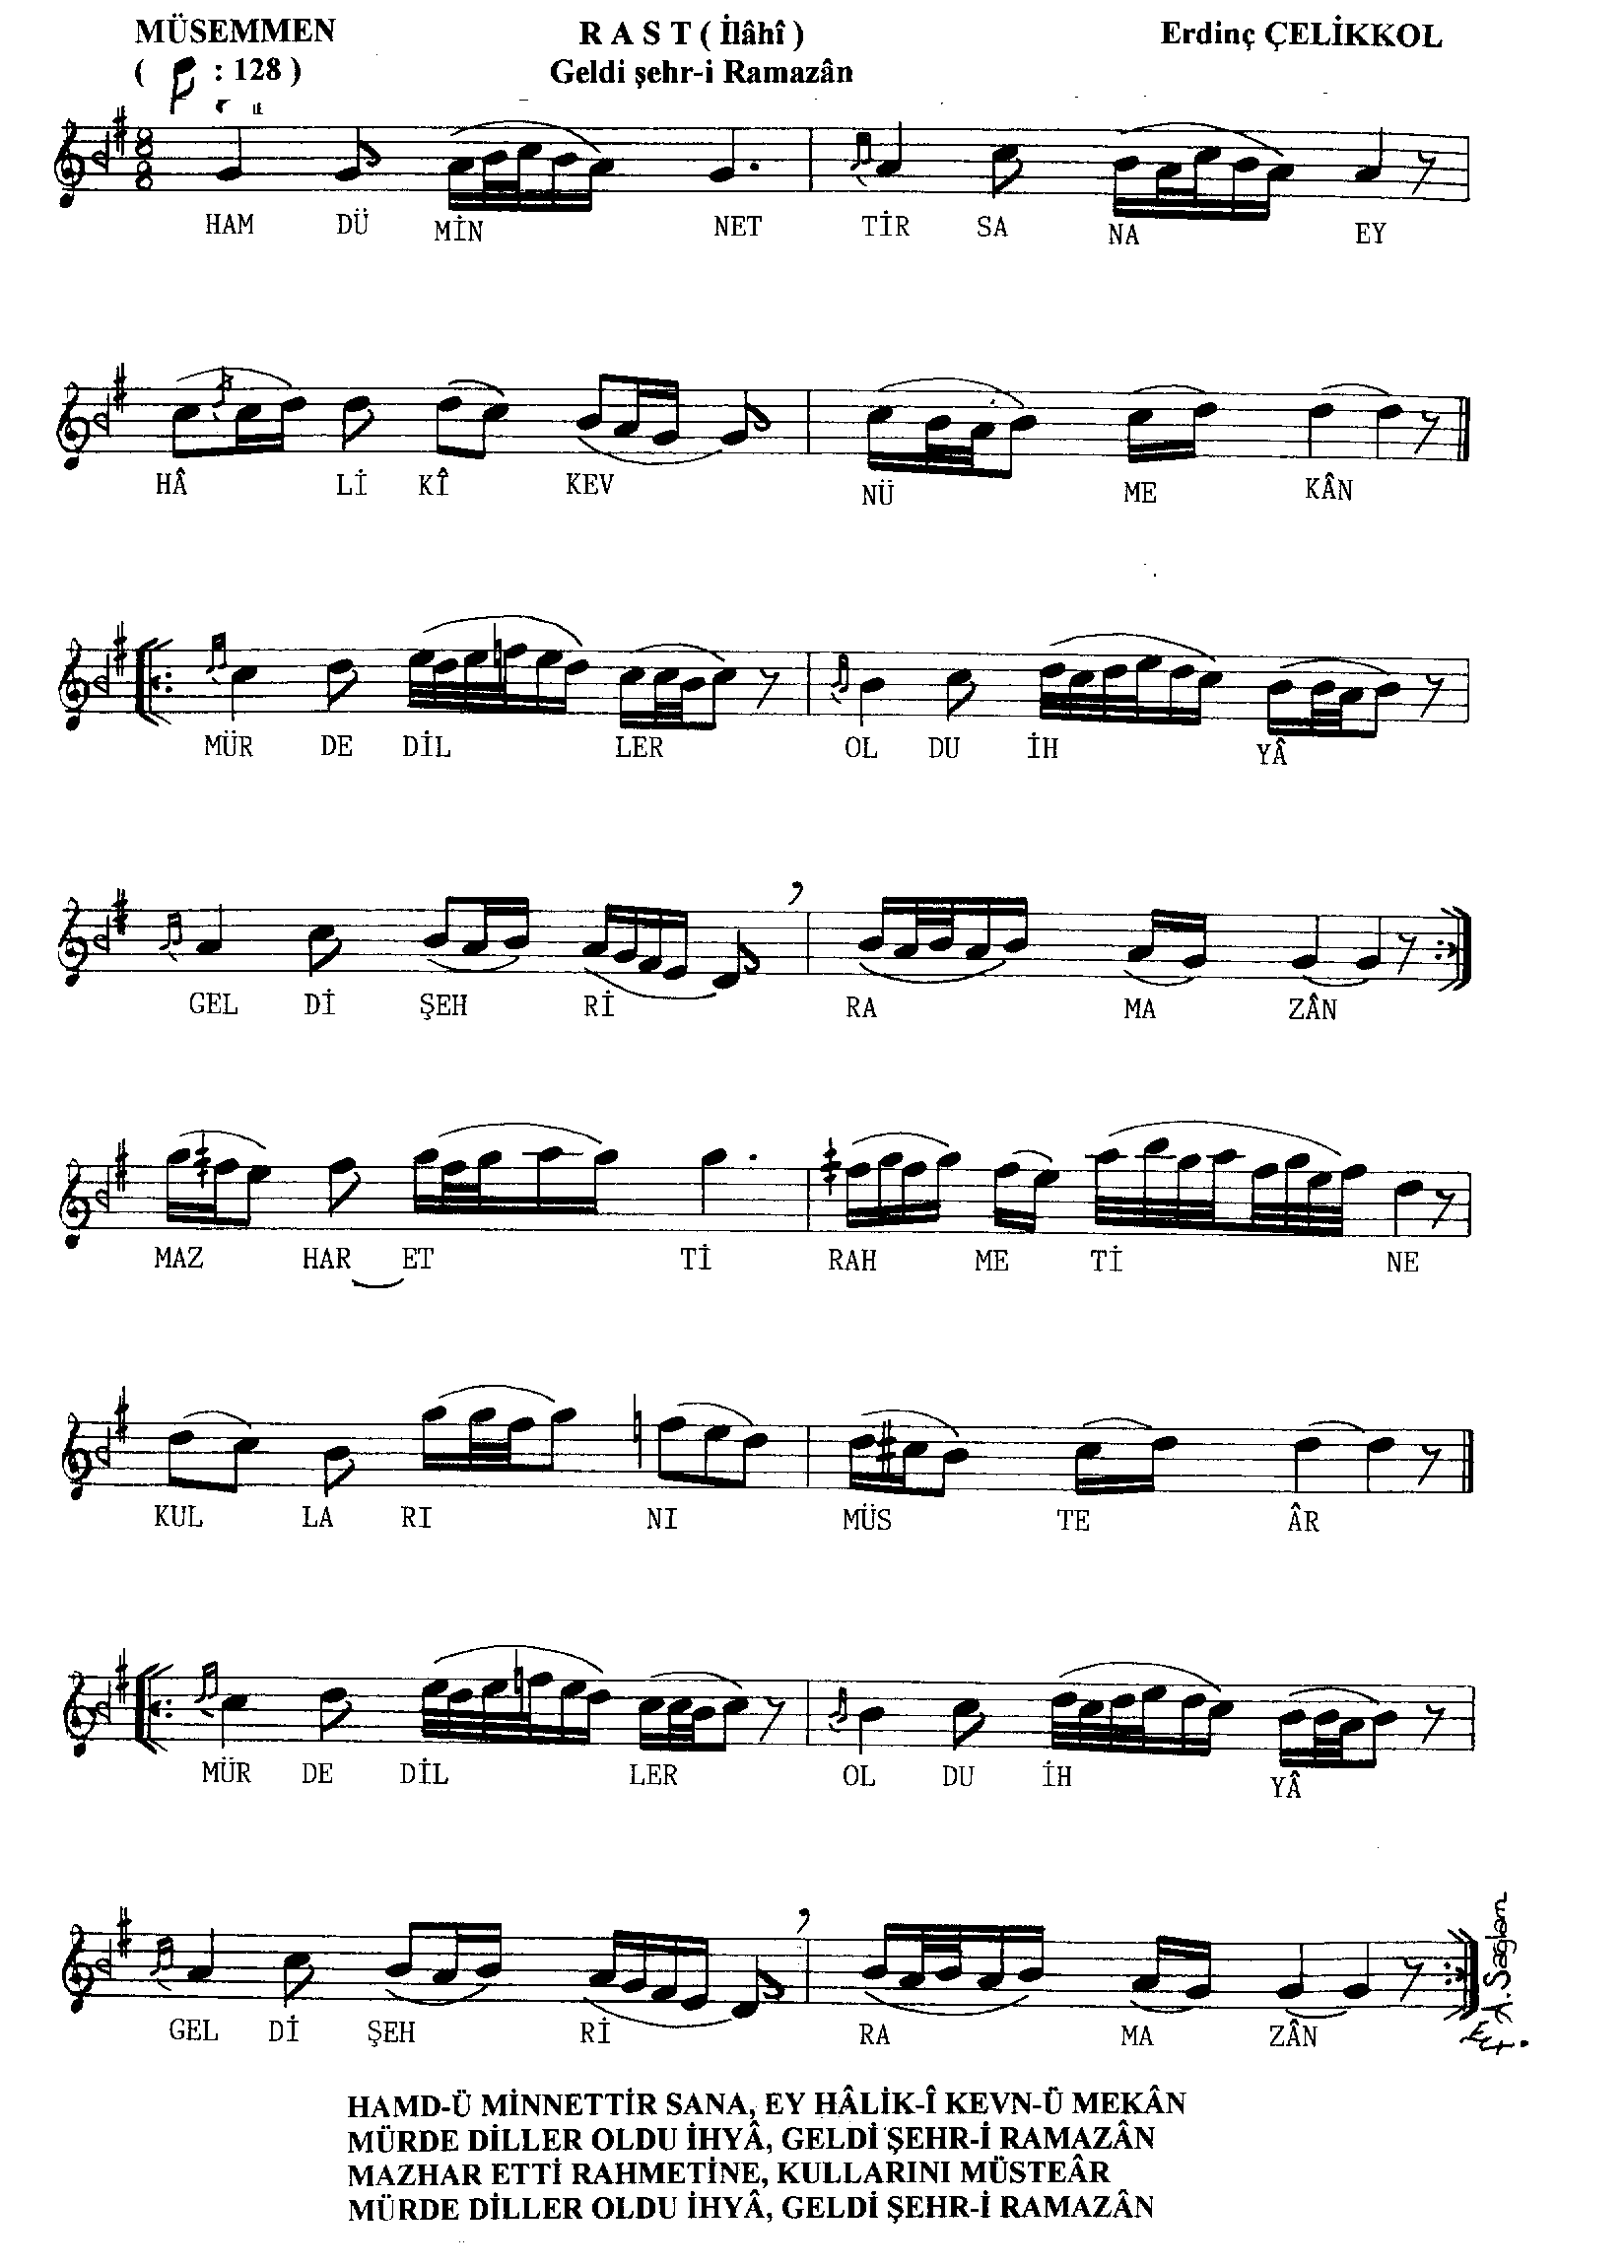 MÜSEMMEN R A S T ( İlâhî ) Erdinç ÇELİKKOL
( : 128 ) Geldi şehr-i Ramazân
HAM DÜ MİN NET TİR SA NA EY
HÂ Lİ KÎ KEV NÜ ME KÂN
MÜR DE DİL LER OL DU İH YÂ
GEL Dİ ŞEH Rİ RA MA ZÂN
MAZ HAR ET Tİ RAH ME Tİ NE
KUL LA RI NI MÜS TE ÂR
MÜR DE DİL LER OL DU İH YÂ
GEL Dİ ŞEH Rİ RA MA ZÂN
A.Sağlam
HAMD-Ü MİNNETTİR SANA, EY HÂLİK-Î KEVN-Ü MEKÂN
MÜRDE DİLLER OLDU İHYÂ, GELDİ ŞEHR-İ RAMAZÂN
MAZHAR ETTİ RAHMETİNE, KULLARINI MÜSTEÂR
MÜRDE DİLLER OLDU İHYÂ, GELDİ ŞEHR-İ RAMAZÂN